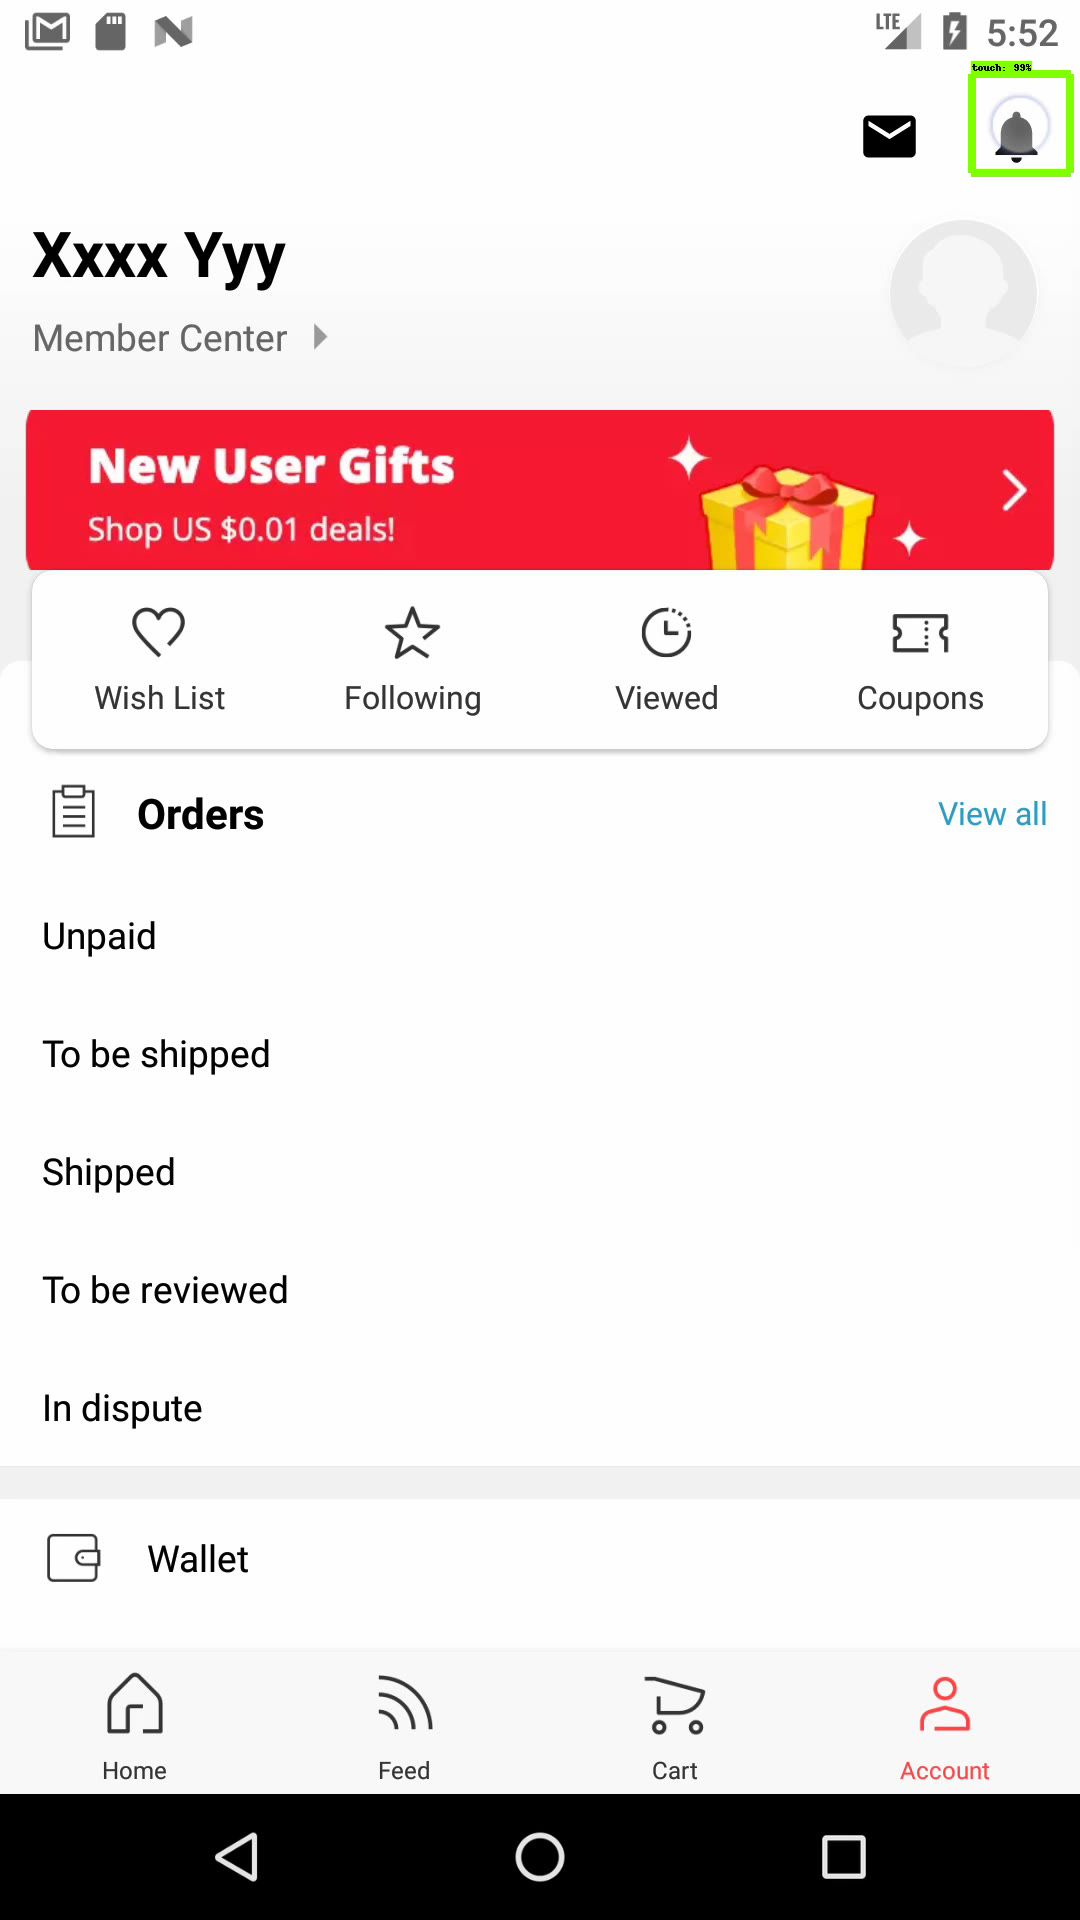 LTE 5:52
touch: 99%
Xxxx Yyy
Member Center
New User Gifts
Shop US $0.01 deals!
Wish List Following Viewed Coupons
Orders View all
Unpaid
To be shipped
Shipped
To be reviewed
In dispute
Wallet
Home Feed Cart Account